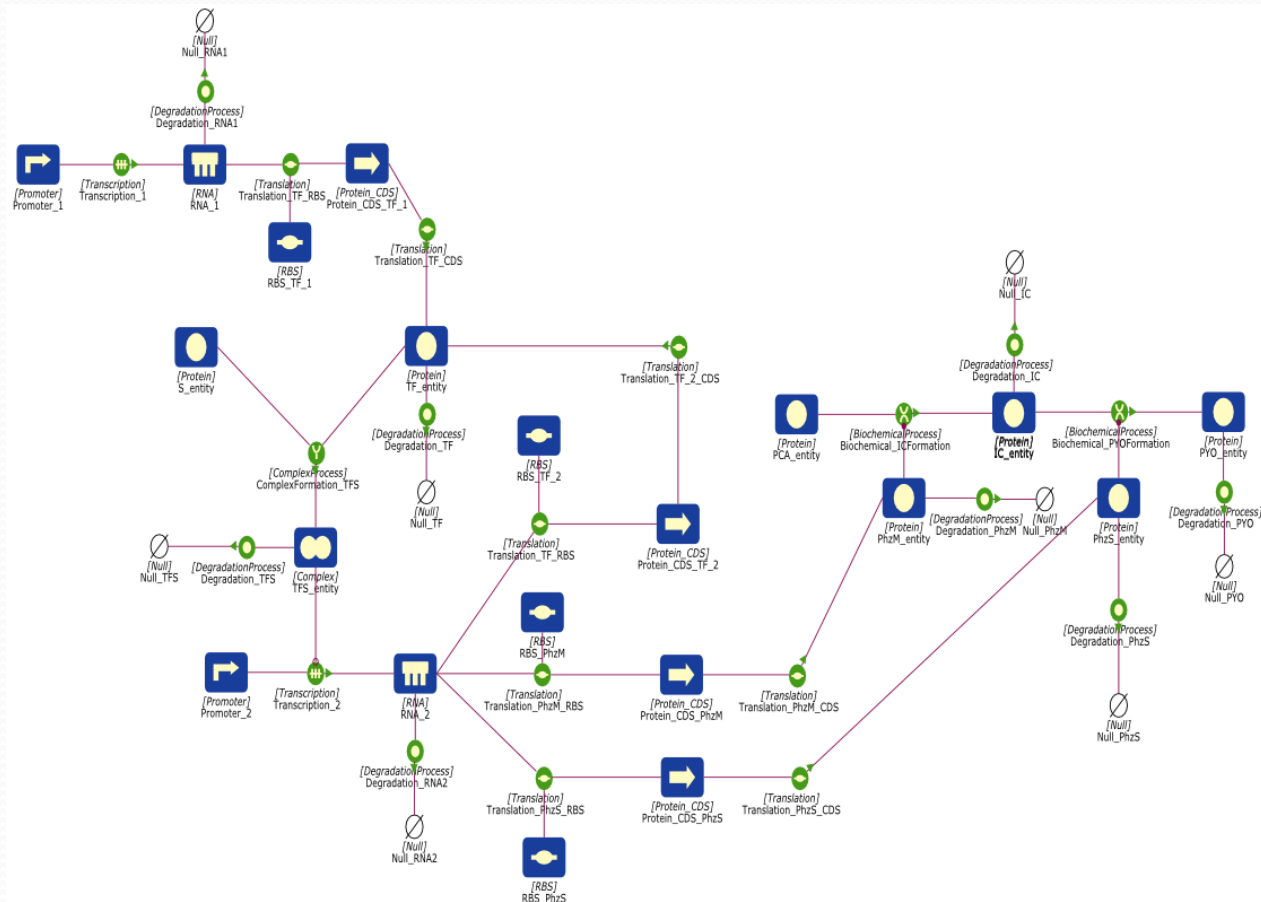 [Null]
Null_RNA1
[DegradationProcess]
Degradation_RNA1
[Promoter]
Promoter_1
[Transcription]
Transcription_1
[RNA]
RNA_1
[Translation]
Translation_TF_RBS
[Protein_CDS]
Protein_CDS_TF_1
[RBS]
RBS_TF_1
[Translation]
Translation_TF_CDS
[Protein]
S_entity
[Protein]
TF_entity
[Translation]
Translation_TF_2_CDS
[Null]
Null_IC
[DegradationProcess]
Degradation_IC
[DegradationProcess]
Degradation_TF
[RBS]
RBS_TF_2
[Protein]
PCA_entity
[BiochemicalProcess]
Biochemical_ICFormation
[Protein]
IC_entity
[BiochemicalProcess]
Biochemical_PYOFormation
[Protein]
PYO_entity
[ComplexProcess]
ComplexFormation_TFS
[Null]
Null_TF
[Translation]
Translation_TF_RBS
[Protein_CDS]
Protein_CDS_TF_2
[Protein]
PhzM_entity
[DegradationProcess]
Degradation_PhzM
[Null]
Null_PhzM
[Protein]
PhzS_entity
[DegradationProcess]
Degradation_PYO
[Null]
Null_TFS
[DegradationProcess]
Degradation_TFS
[Complex]
TFS_entity
[Null]
Null_PYO
[RBS]
RBS_PhzM
[DegradationProcess]
Degradation_PhzS
[Promoter]
Promoter_2
[Transcription]
Transcription_2
[RNA]
RNA_2
[Translation]
Translation_PhzM_RBS
[Protein_CDS]
Protein_CDS_PhzM
[Translation]
Translation_PhzM_CDS
[Null]
Null_PhzS
[DegradationProcess]
Degradation_RNA2
[Translation]
Translation_PhzS_RBS
[Protein_CDS]
Protein_CDS_PhzS
[Translation]
Translation_PhzS_CDS
[Null]
Null_RNA2
[RBS]
RBS_PhzS